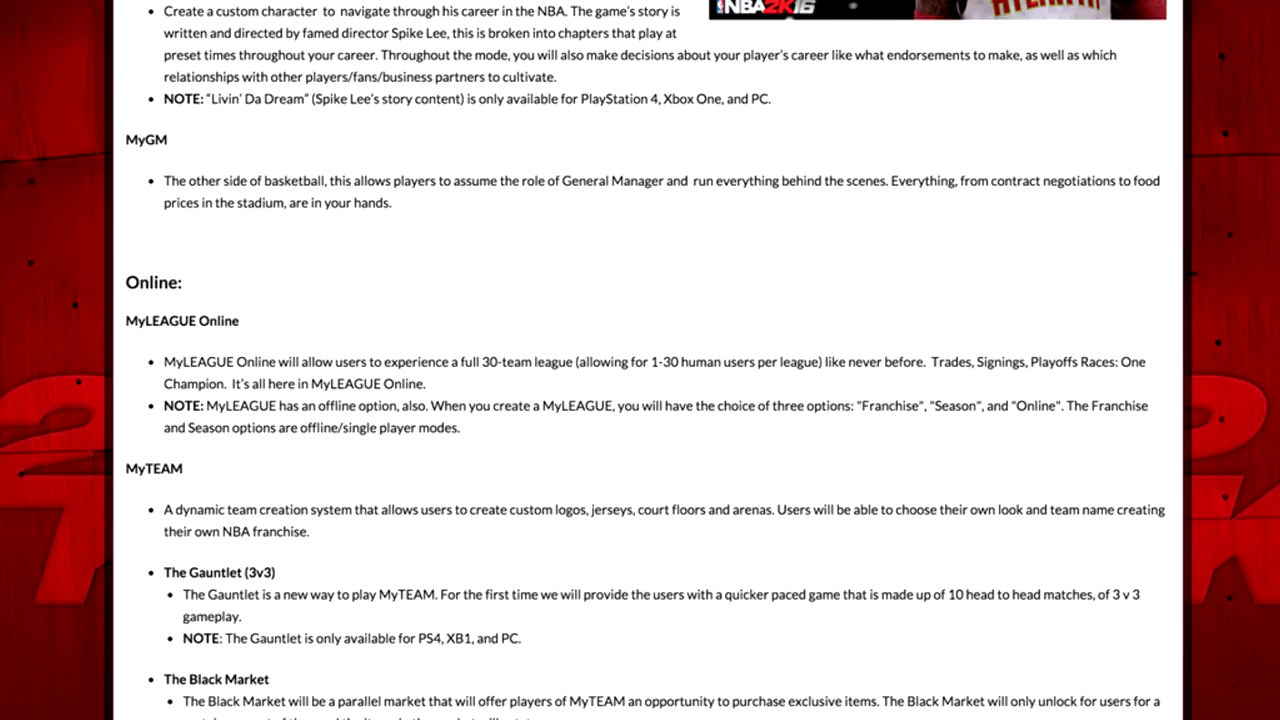 NBA2K16
ATLANTA
Create a custom character to navigate through his career in the NBA. The game's story is
written and directed by famed director Spike Lee, this is broken into chapters that play at
preset times throughout your career. Throughout the mode, you will also make decisions about your player's career like what endorsements to make, as well as which
relationships with other players/fans/business partners to cultivate.
NOTE: "Livin' Da Dream" (Spike Lee's story content) is only available for PlayStation 4, Xbox One, and PC.
MyGM
The other side of basketball, this allows players to assume the role of General Manager and run everything behind the scenes. Everything, from contract negotiations to food
prices in the stadium, are in your hands.
Online:
MyLEAGUE Online
MyLEAGUE Online will allow users to experience a full 30-team league (allowing for 1-30 human users per league) like never before. Trades, Signings, Playoffs Races: One
Champion. It's all here in MyLEAGUE Online.
NOTE: MyLEAGUE has an offline option, also. When you create a MyLEAGUE, you will have the choice of three options: "Franchise", "Season", and "Online". The Franchise
and Season options are offline/single player modes.
MyTEAM
A dynamic team creation system that allows users to create custom logos, jerseys, court floors and arenas. Users will be able to choose their own look and team name creating
their own NBA franchise.
The Gauntlet (3v3)
The Gauntlet is a new way to play MyTEAM. For the first time we will provide the users with a quicker paced game that is made up of 10 head to head matches, of 3 v 3
gameplay.
NOTE: The Gauntlet is only available for PS4, XB1, and PC.
The Black Market
The Black Market will be a parallel market that will offer players of MyTEAM an opportunity to purchase exclusive items. The Black Market will only unlock for users for a